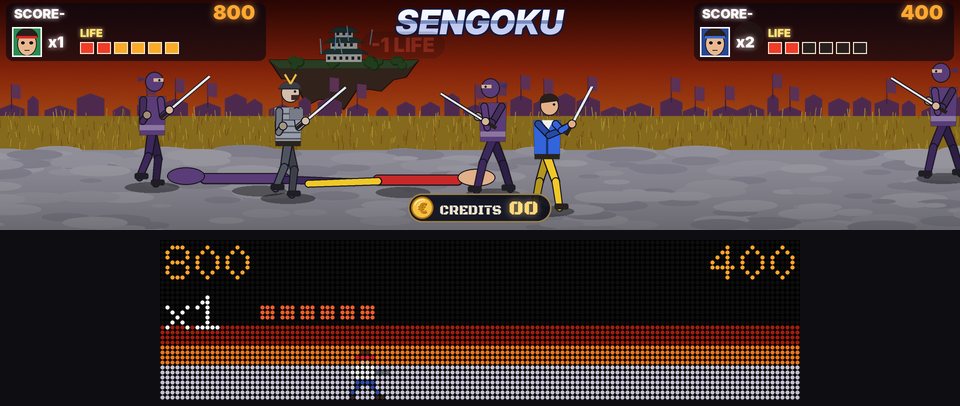 SCORE-
800
x1
LIFE
SENGOKU
-1 LIFE
SCORE-
400
x2
LIFE
€ CREDITS 00
800
400
x1